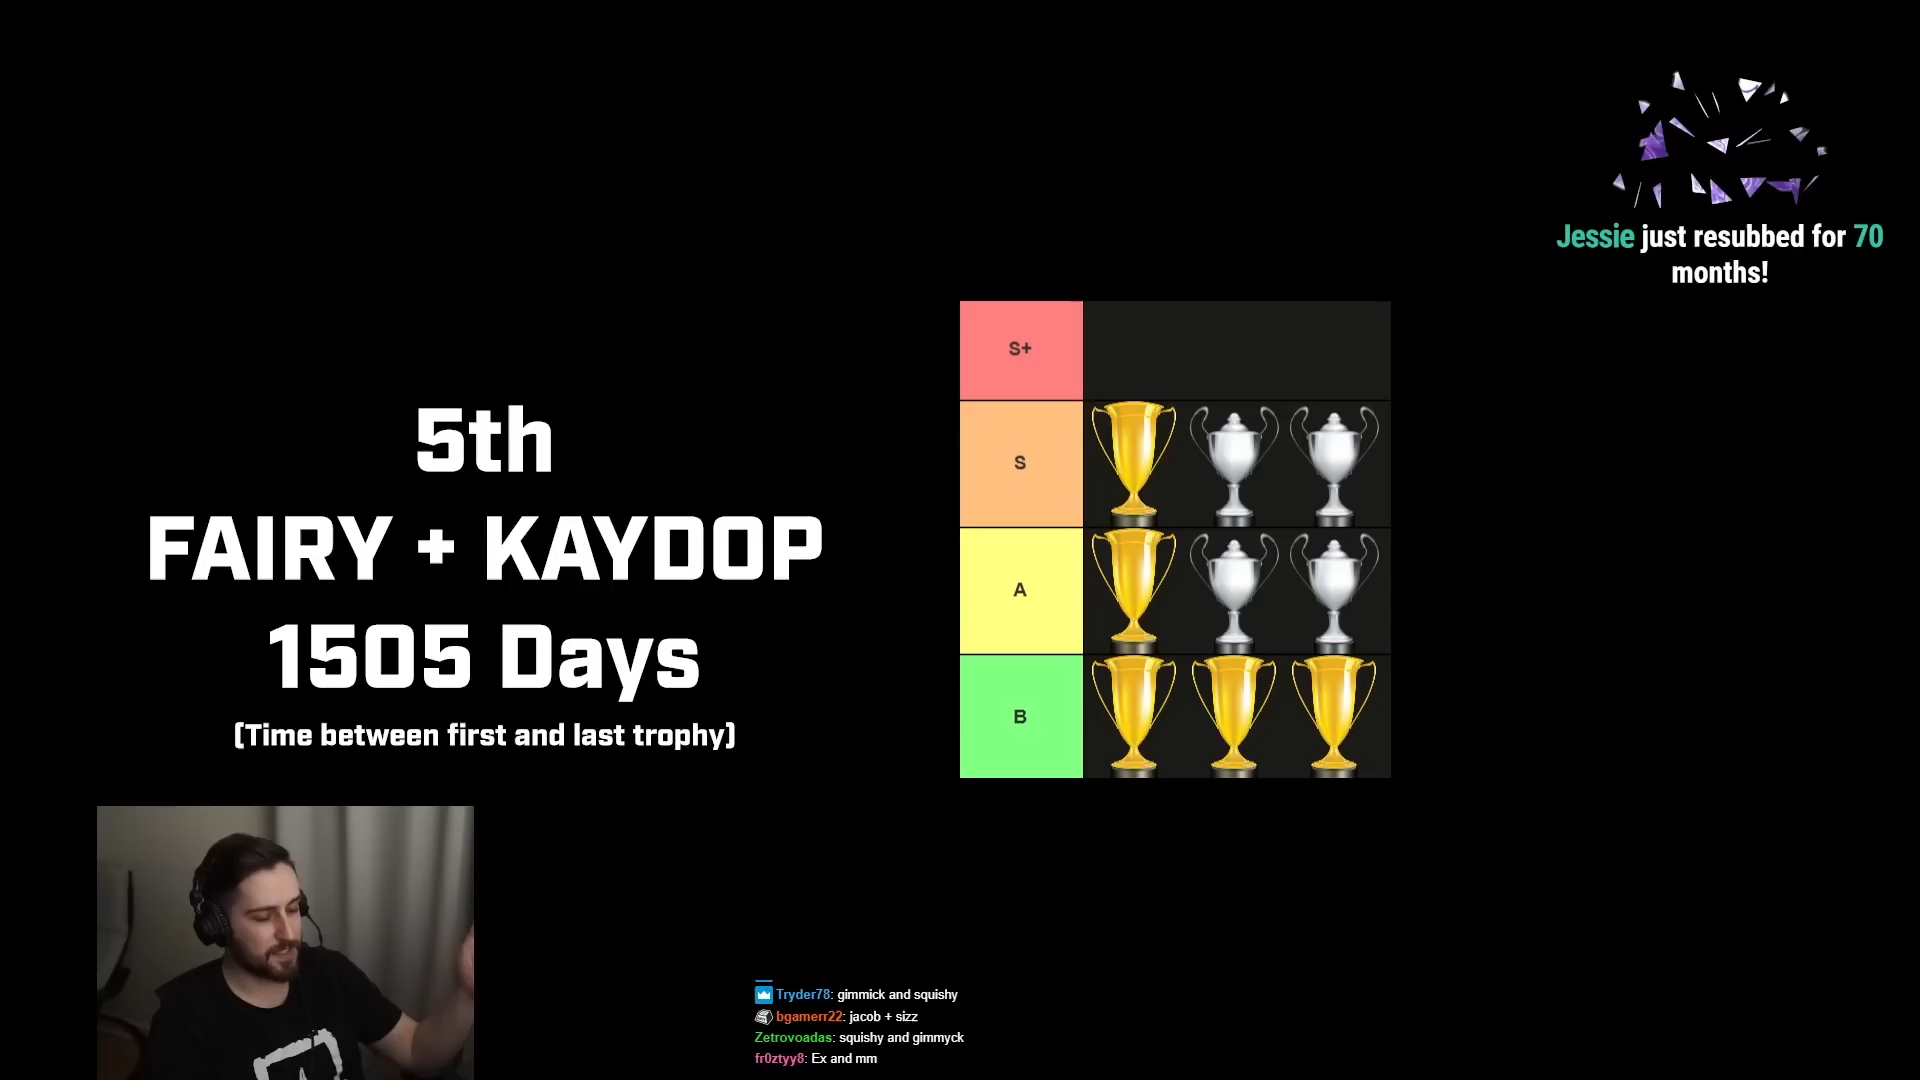 Jessie just resubbed for 70
months!
S+
S
A
B
5th
FAIRY + KAYDOP
1505 Days
(Time between first and last trophy)
Tryder78: gimmick and squishy
bgamerr22: jacob + sizz
Zetrovoadas: squishy and gimmyck
fr0ztyy8: Ex and mm